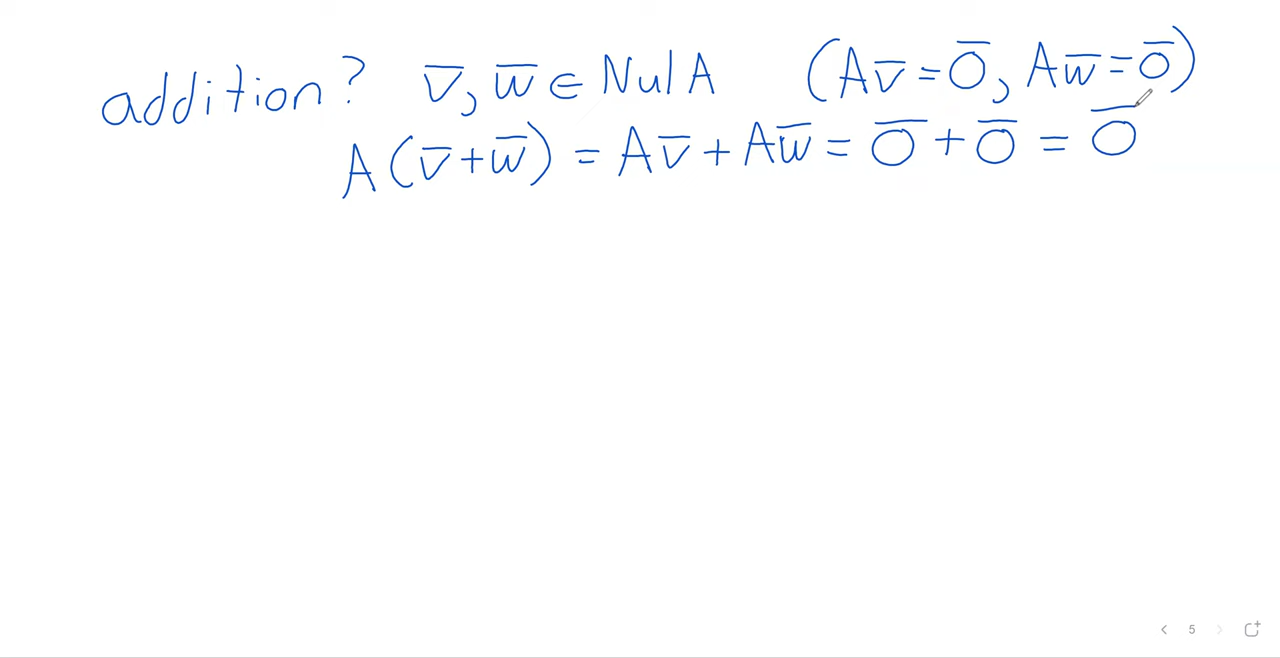 addition? v̅, w̅ ∈ Nul A (Av̅ = 0̅, Aw̅ = 0̅)
A(v̅ + w̅) = Av̅ + Aw̅ = 0̅ + 0̅ = 0̅
< 5 >